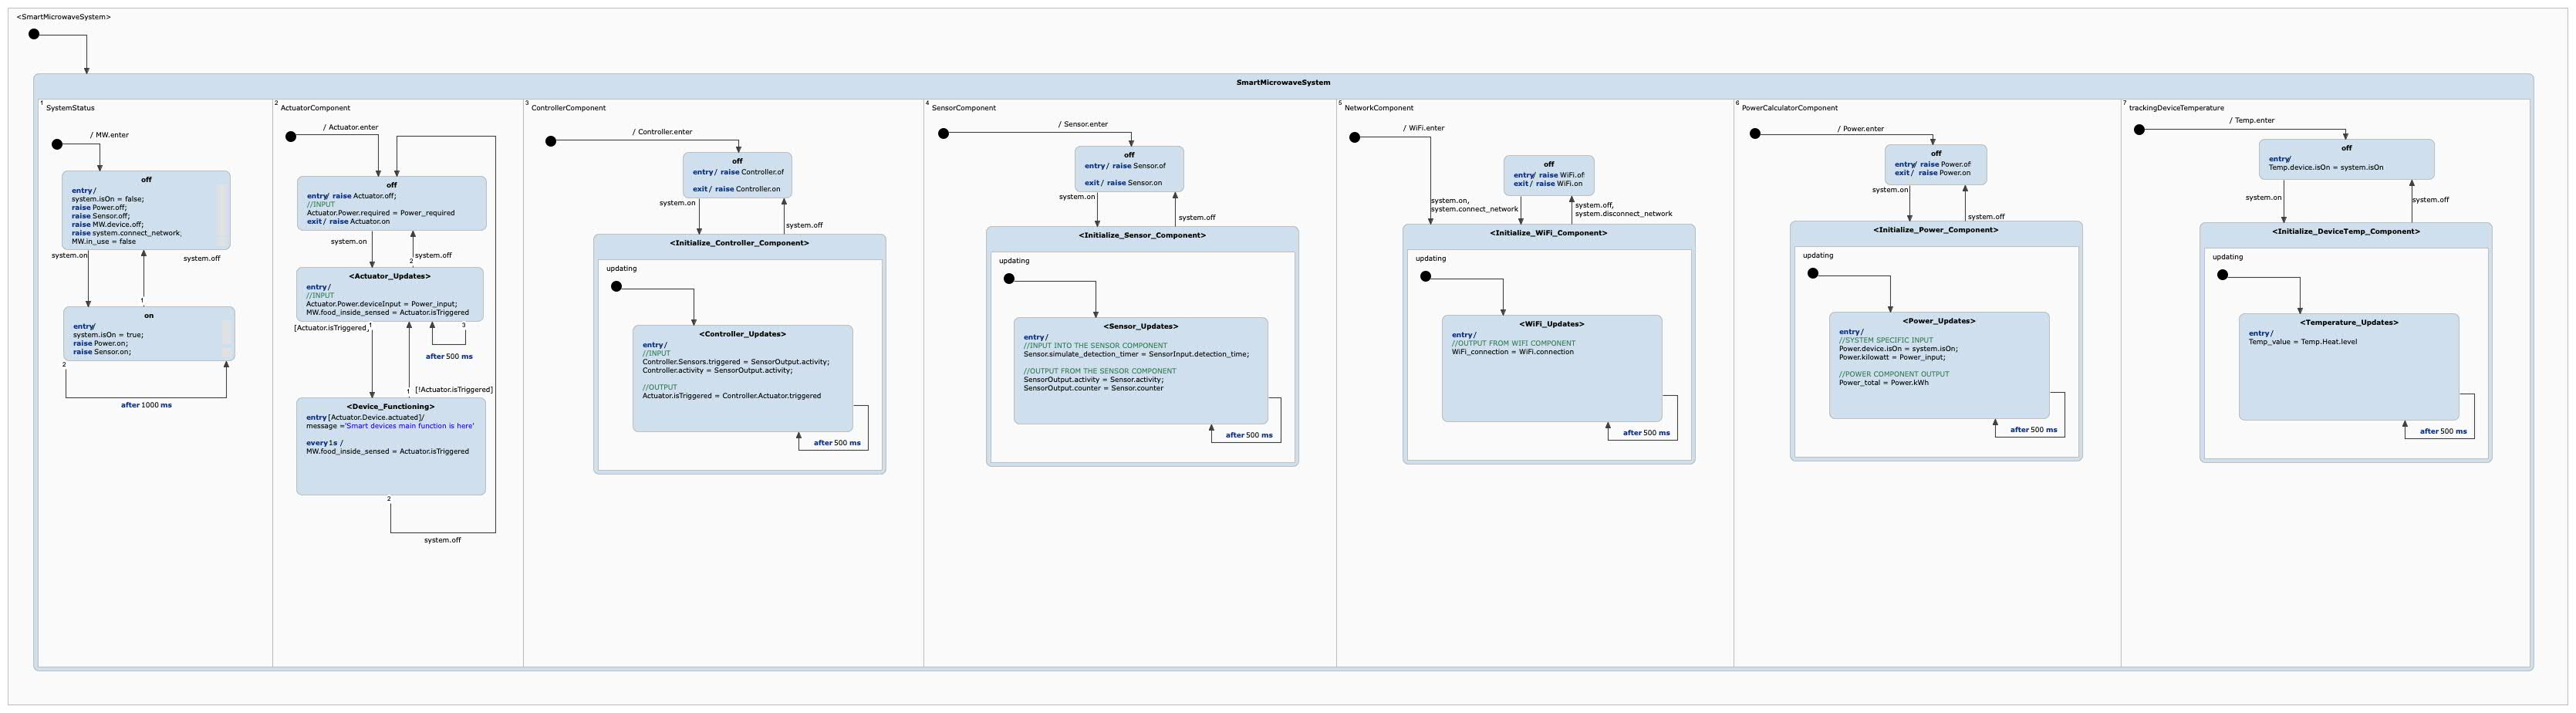 <SmartMicrowaveSystem>
SmartMicrowaveSystem
1
SystemStatus
/ MW.enter
off
entry/
system.isOn = false;
raise Power.off;
raise Sensor.off;
raise MW.device.off;
raise system.connect_network;
MW.in_use = false
system.on
system.off
1
on
entry/
system.isOn = true;
raise Power.on;
raise Sensor.on;
2
after 1000 ms
2
ActuatorComponent
/ Actuator.enter
off
entry/ raise Actuator.off;
//INPUT
Actuator.Power.required = Power_required
exit / raise Actuator.on
system.on
system.off
2
<Actuator_Updates>
entry/
//INPUT
Actuator.Power.deviceInput = Power_input;
MW.food_inside_sensed = Actuator.isTriggered
[Actuator.isTriggered]
1
3
after 500 ms
[!Actuator.isTriggered]
1
<Device_Functioning>
entry [Actuator.Device.actuated]/
message ='Smart devices main function is here'
every1s /
MW.food_inside_sensed = Actuator.isTriggered
2
system.off
3
ControllerComponent
/ Controller.enter
off
entry / raise Controller.of
exit / raise Controller.on
system.on
system.off
<Initialize_Controller_Component>
updating
<Controller_Updates>
entry/
//INPUT
Controller.Sensors.triggered = SensorOutput.activity;
Controller.activity = SensorOutput.activity;
//OUTPUT
Actuator.isTriggered = Controller.Actuator.triggered
after 500 ms
4
SensorComponent
/ Sensor.enter
off
entry / raise Sensor.of
exit / raise Sensor.on
system.on
system.off
<Initialize_Sensor_Component>
updating
<Sensor_Updates>
entry/
//INPUT INTO THE SENSOR COMPONENT
Sensor.simulate_detection_timer = SensorInput.detection_time;
//OUTPUT FROM THE SENSOR COMPONENT
SensorOutput.activity = Sensor.activity;
SensorOutput.counter = Sensor.counter
after 500 ms
5
NetworkComponent
/ WiFi.enter
off
entry/ raise WiFi.of
exit / raise WiFi.on
system.on,
system.connect_network
system.off,
system.disconnect_network
<Initialize_WiFi_Component>
updating
<WiFi_Updates>
entry/
//OUTPUT FROM WIFI COMPONENT
WiFi_connection = WiFi.connection
after 500 ms
6
PowerCalculatorComponent
/ Power.enter
off
entry/ raise Power.of
exit / raise Power.on
system.on
system.off
<Initialize_Power_Component>
updating
<Power_Updates>
entry/
//SYSTEM SPECIFIC INPUT
Power.device.isOn = system.isOn;
Power.kilowatt = Power_input;
//POWER COMPONENT OUTPUT
Power_total = Power.kWh
after 500 ms
7
trackingDeviceTemperature
/ Temp.enter
off
entry/
Temp.device.isOn = system.isOn
system.on
system.off
<Initialize_DeviceTemp_Component>
updating
<Temperature_Updates>
entry/
Temp_value = Temp.Heat.level
after 500 ms